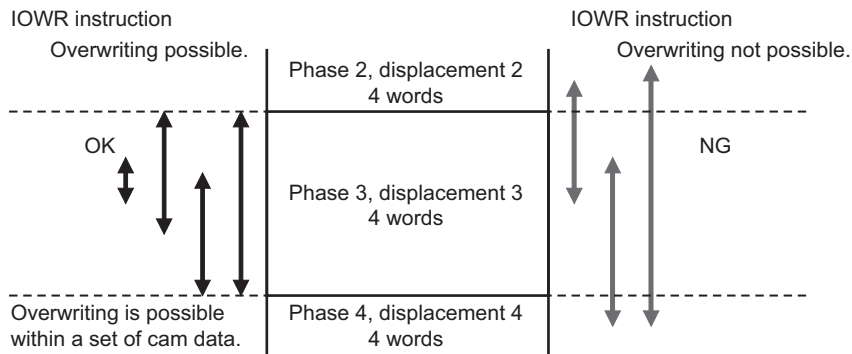 IOWR instruction
Overwriting possible.
IOWR instruction
Overwriting not possible.
Phase 2, displacement 2
4 words
OK
NG
Phase 3, displacement 3
4 words
Overwriting is possible
within a set of cam data.
Phase 4, displacement 4
4 words